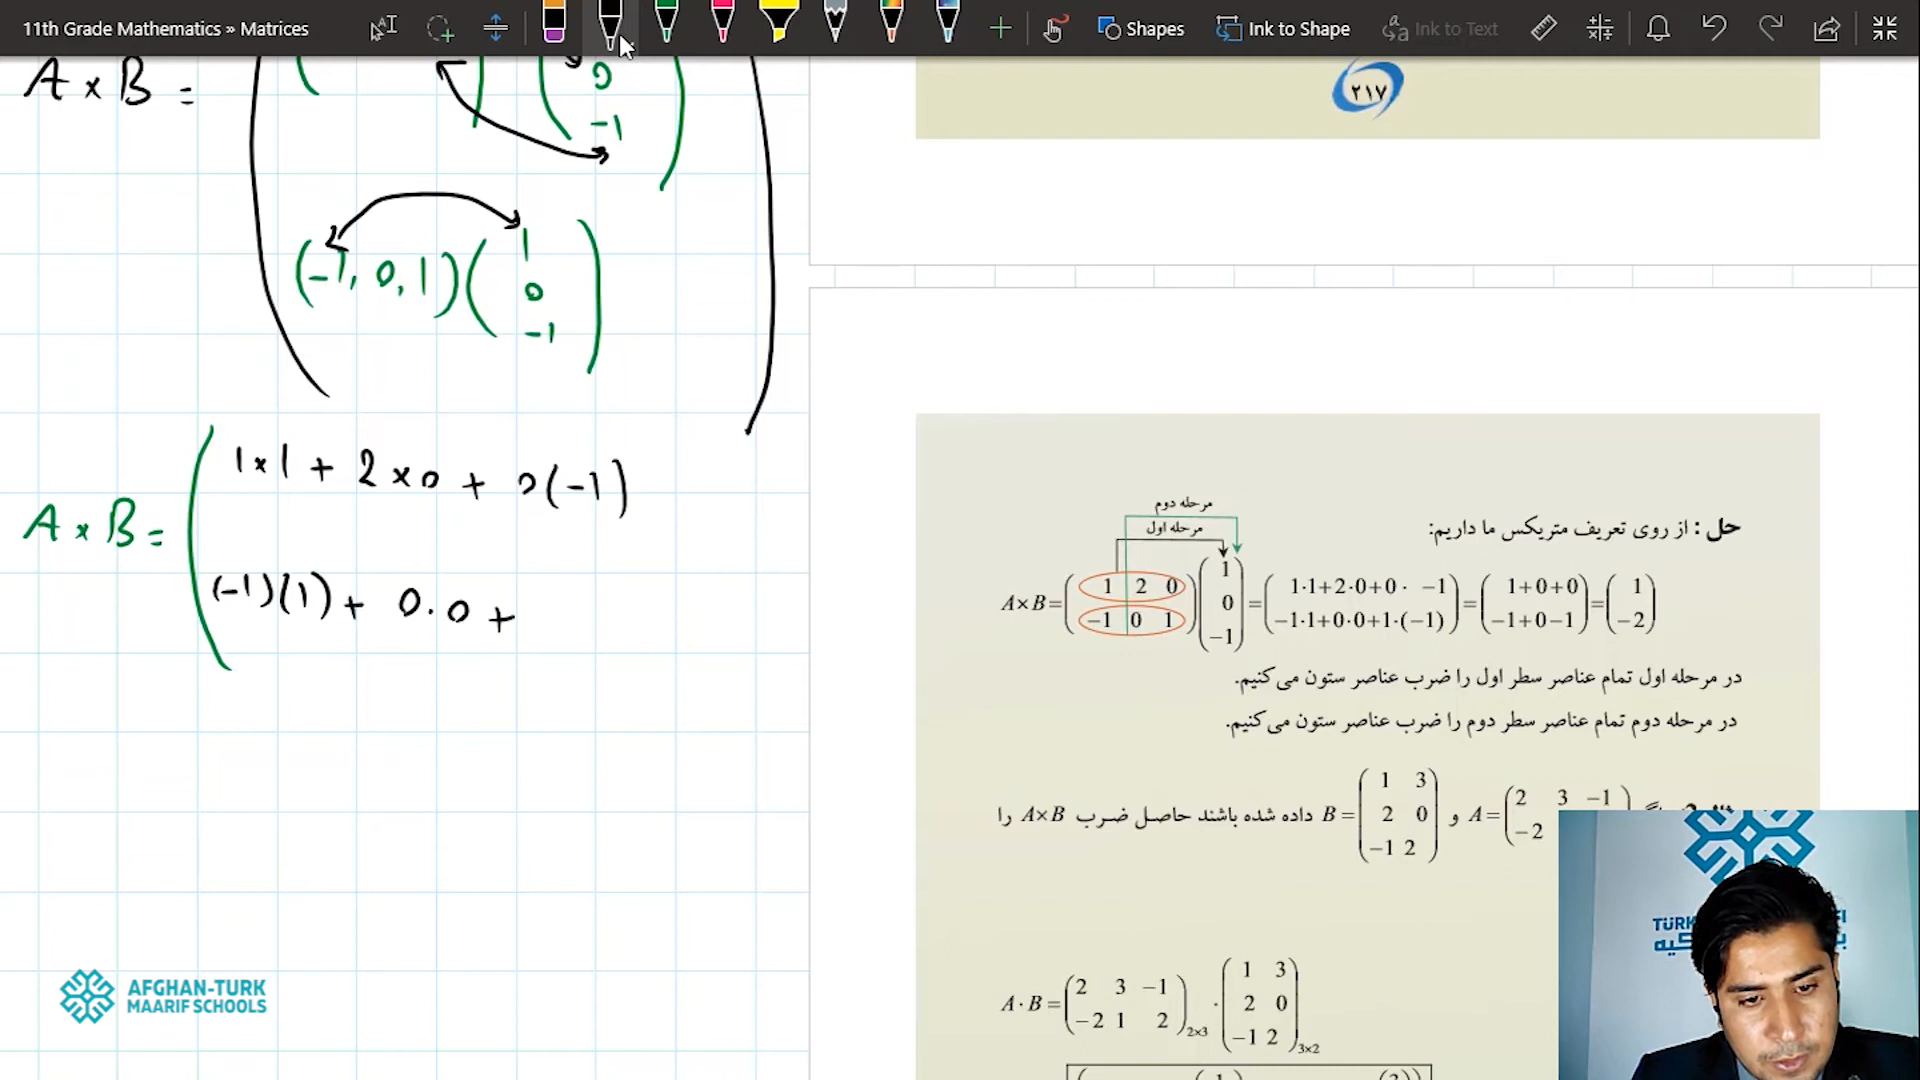 11th Grade Mathematics » Matrices
Shapes
Ink to Shape
Ink to Text
A × B =
0
-1
(-1, 0, 1) ( 1
0
-1 )
A × B = ( 1×1 + 2×0 + 0(-1)
(-1)(1) + 0.0 +
AFGHAN-TURK
MAARIF SCHOOLS
۲۱۷
حل : از روی تعریف متریکس ما داریم:
مرحله دوم
مرحله اول
A×B = ( 1 2 0 ) ( 1 ) = ( 1·1+2·0+0· −1 ) = ( 1+0+0 ) = ( 1 )
( −1 0 1 ) ( 0 ) ( −1·1+0·0+1·(−1) ) ( −1+0−1 ) ( −2 )
( −1 )
در مرحله اول تمام عناصر سطر اول را ضرب عناصر ستون می‌کنیم.
در مرحله دوم تمام عناصر سطر دوم را ضرب عناصر ستون می‌کنیم.
A = ( 2 3 −1 ) و B = ( 1 3 ) داده شده باشند حاصل ضرب A×B را
( −2 ( 2 0 )
( −1 2 )
A·B = ( 2 3 −1 ) · ( 1 3 )
( −2 1 2 )2×3 ( 2 0 )
( −1 2 )3×2
TÜRK